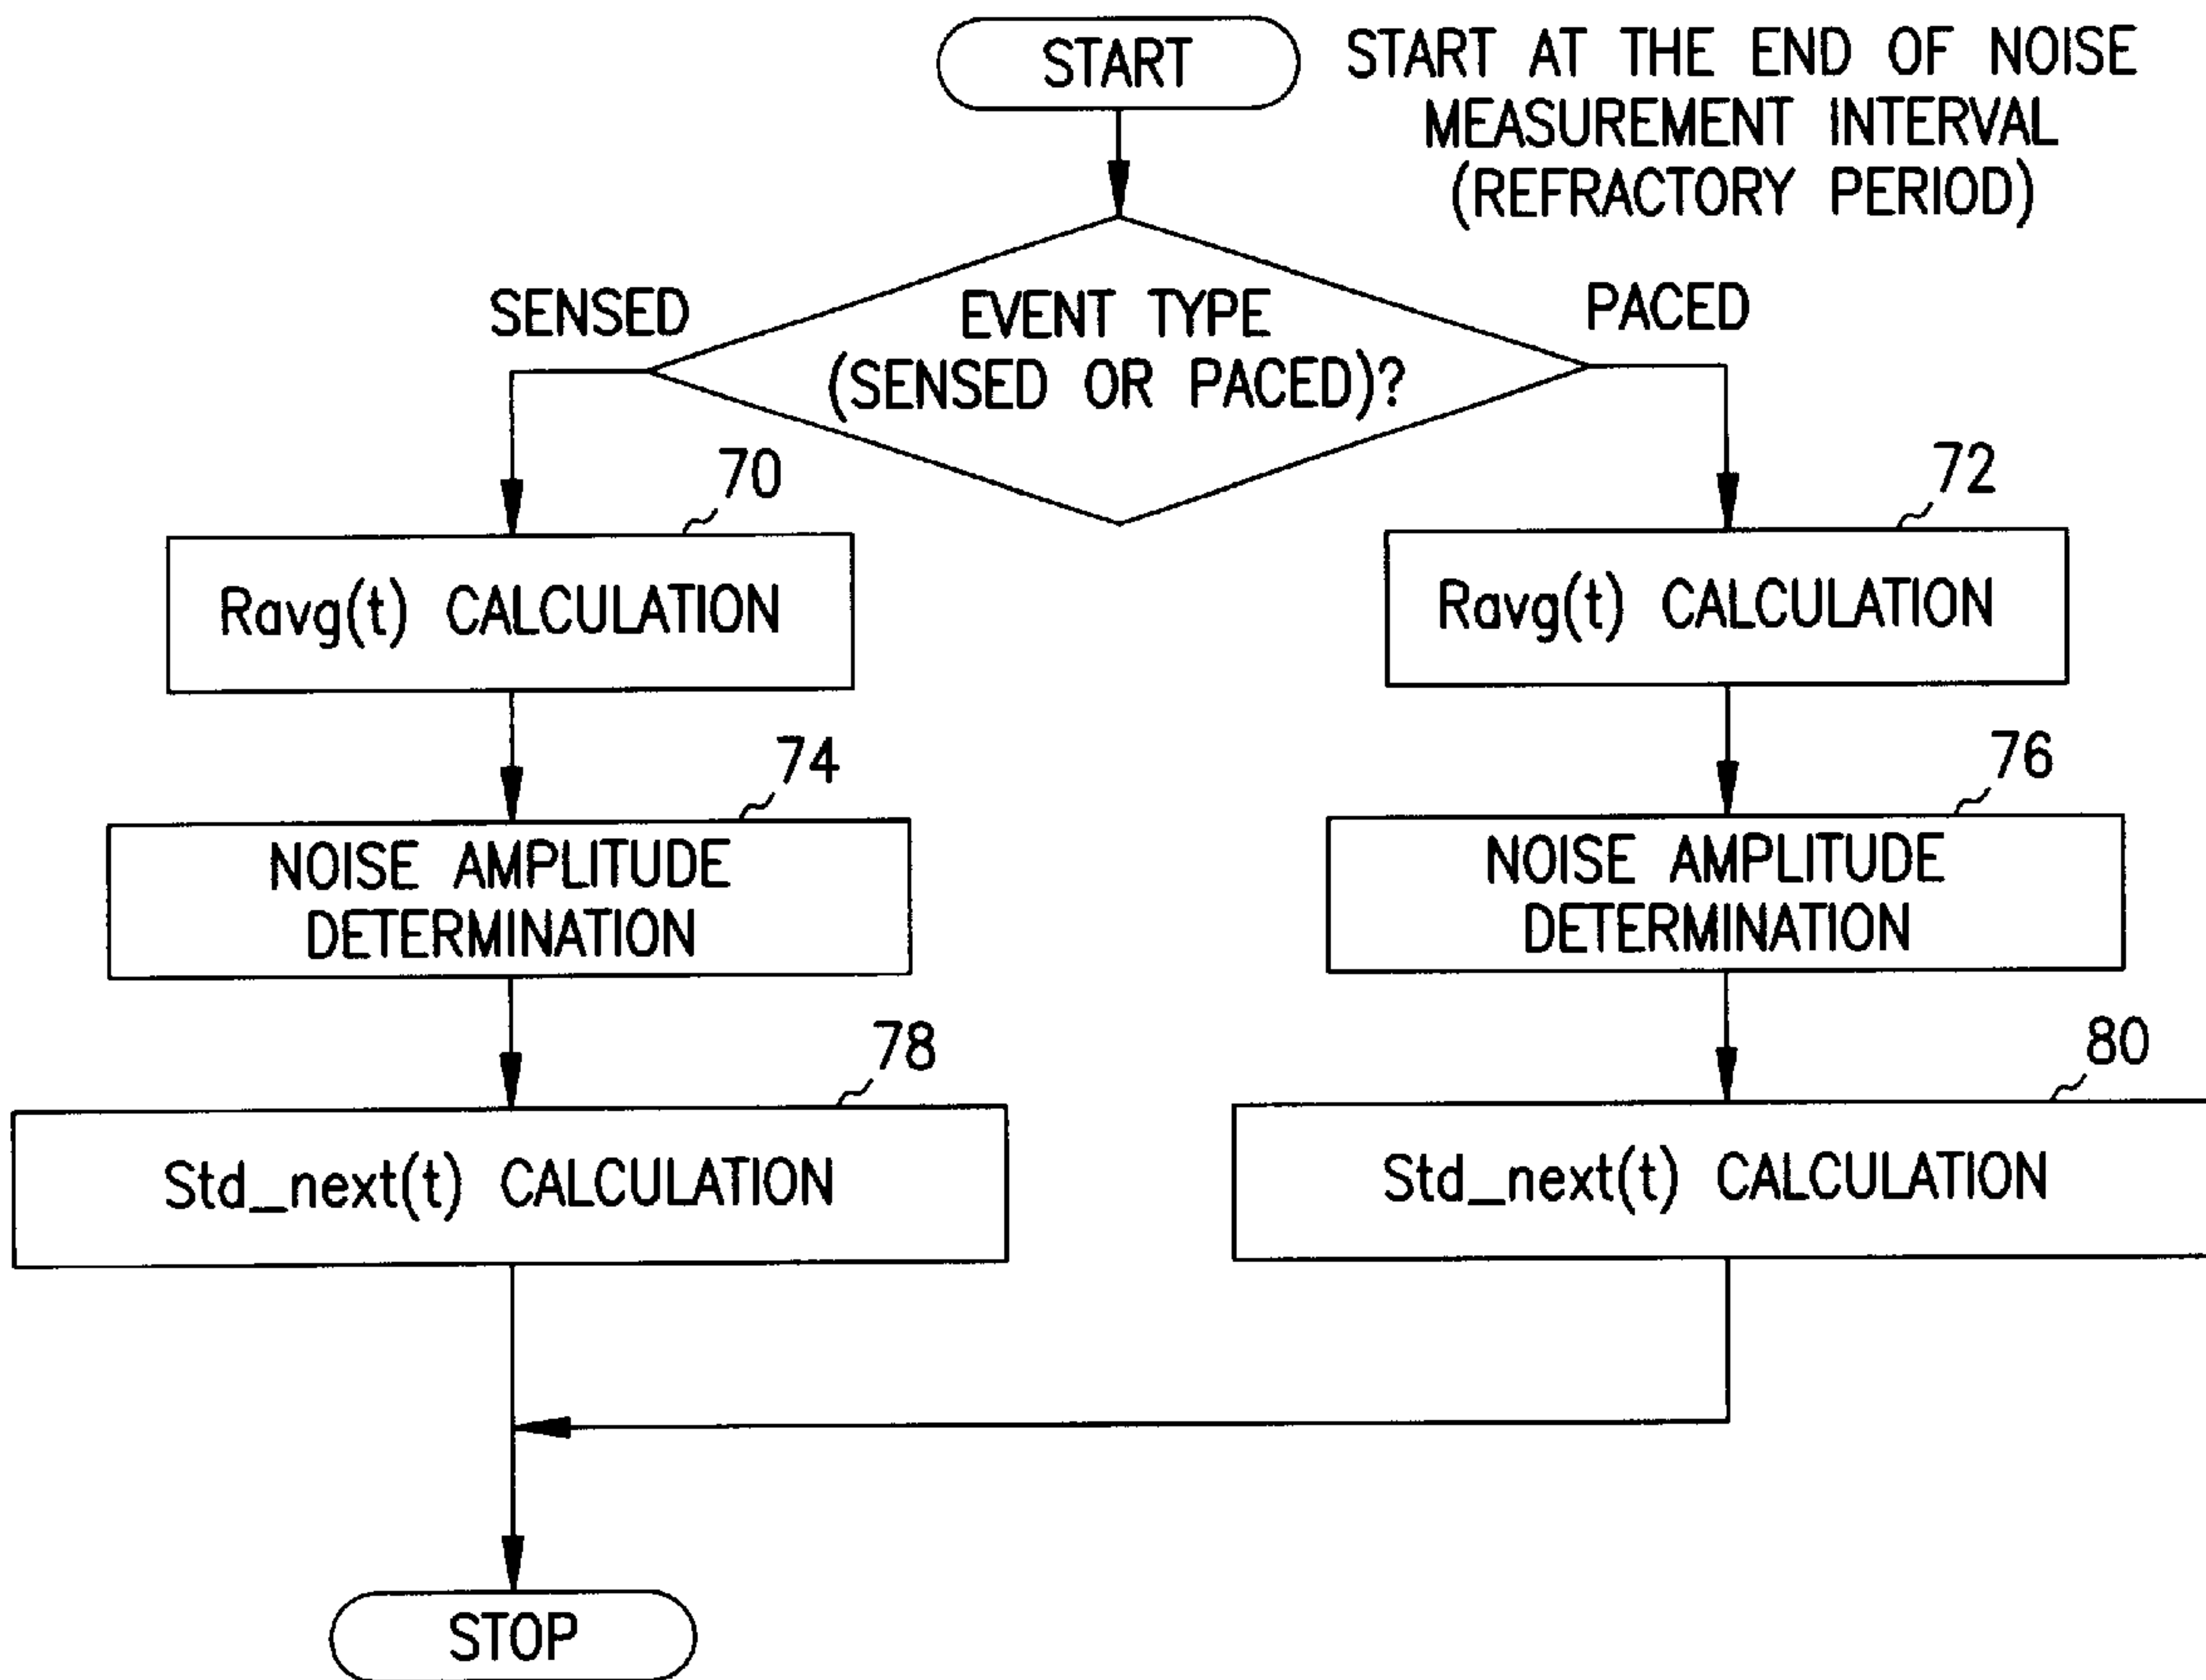 START
START AT THE END OF NOISE
MEASUREMENT INTERVAL
(REFRACTORY PERIOD)
SENSED
EVENT TYPE
(SENSED OR PACED)?
PACED
70
Ravg(t) CALCULATION
72
Ravg(t) CALCULATION
74
NOISE AMPLITUDE
DETERMINATION
76
NOISE AMPLITUDE
DETERMINATION
78
Std_next(t) CALCULATION
80
Std_next(t) CALCULATION
STOP